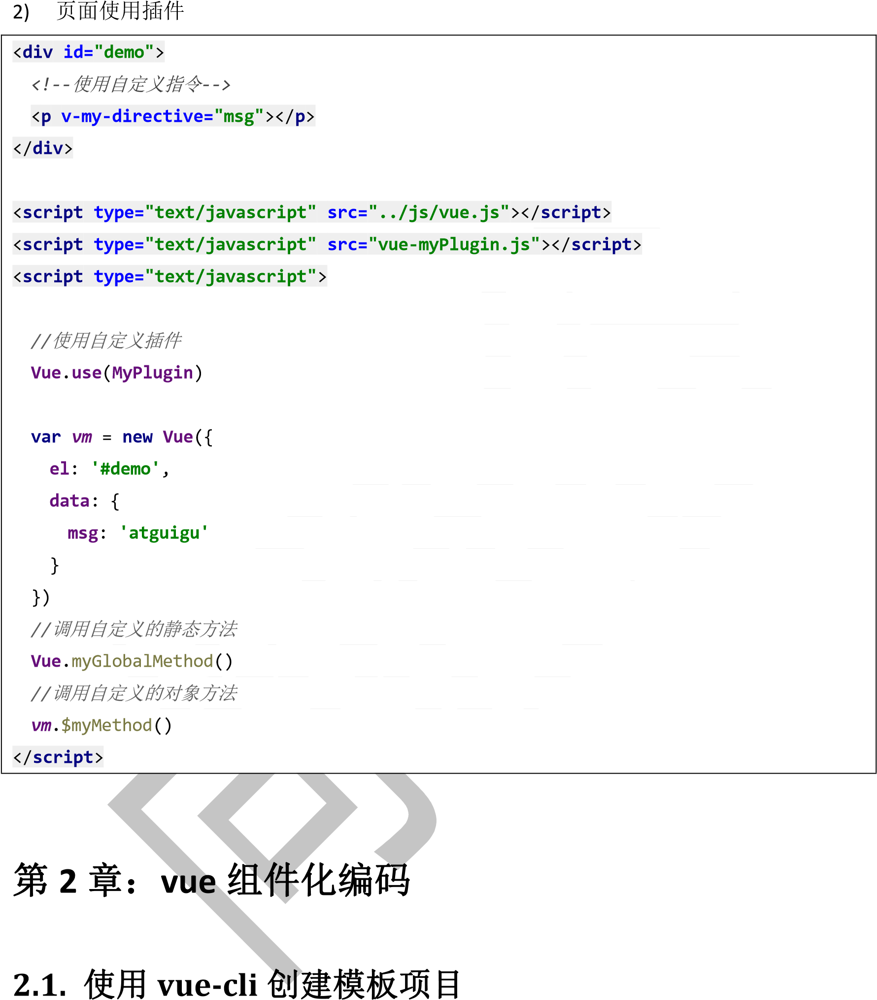 2) 页面使用插件
<div id="demo">
<!--使用自定义指令-->
<p v-my-directive="msg"></p>
</div>
<script type="text/javascript" src="../js/vue.js"></script>
<script type="text/javascript" src="vue-myPlugin.js"></script>
<script type="text/javascript">
//使用自定义插件
Vue.use(MyPlugin)
var vm = new Vue({
el: '#demo',
data: {
msg: 'atguigu'
}
})
//调用自定义的静态方法
Vue.myGlobalMethod()
//调用自定义的对象方法
vm.$myMethod()
</script>
第 2 章：vue 组件化编码
2.1. 使用 vue-cli 创建模板项目